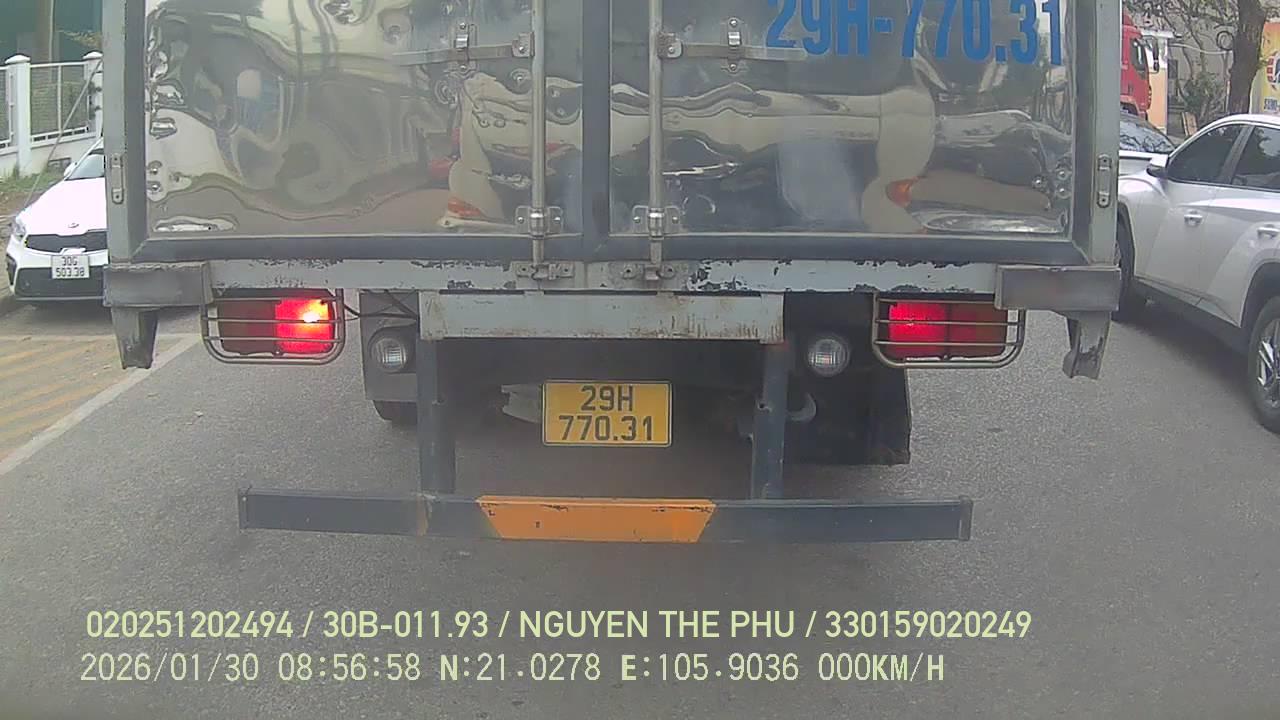 29H-770.31
30G
503.38
29H
770.31
020251202494 / 30B-011.93 / NGUYEN THE PHU / 330159020249
2026/01/30 08:56:58 N:21.0278 E:105.9036 000KM/H